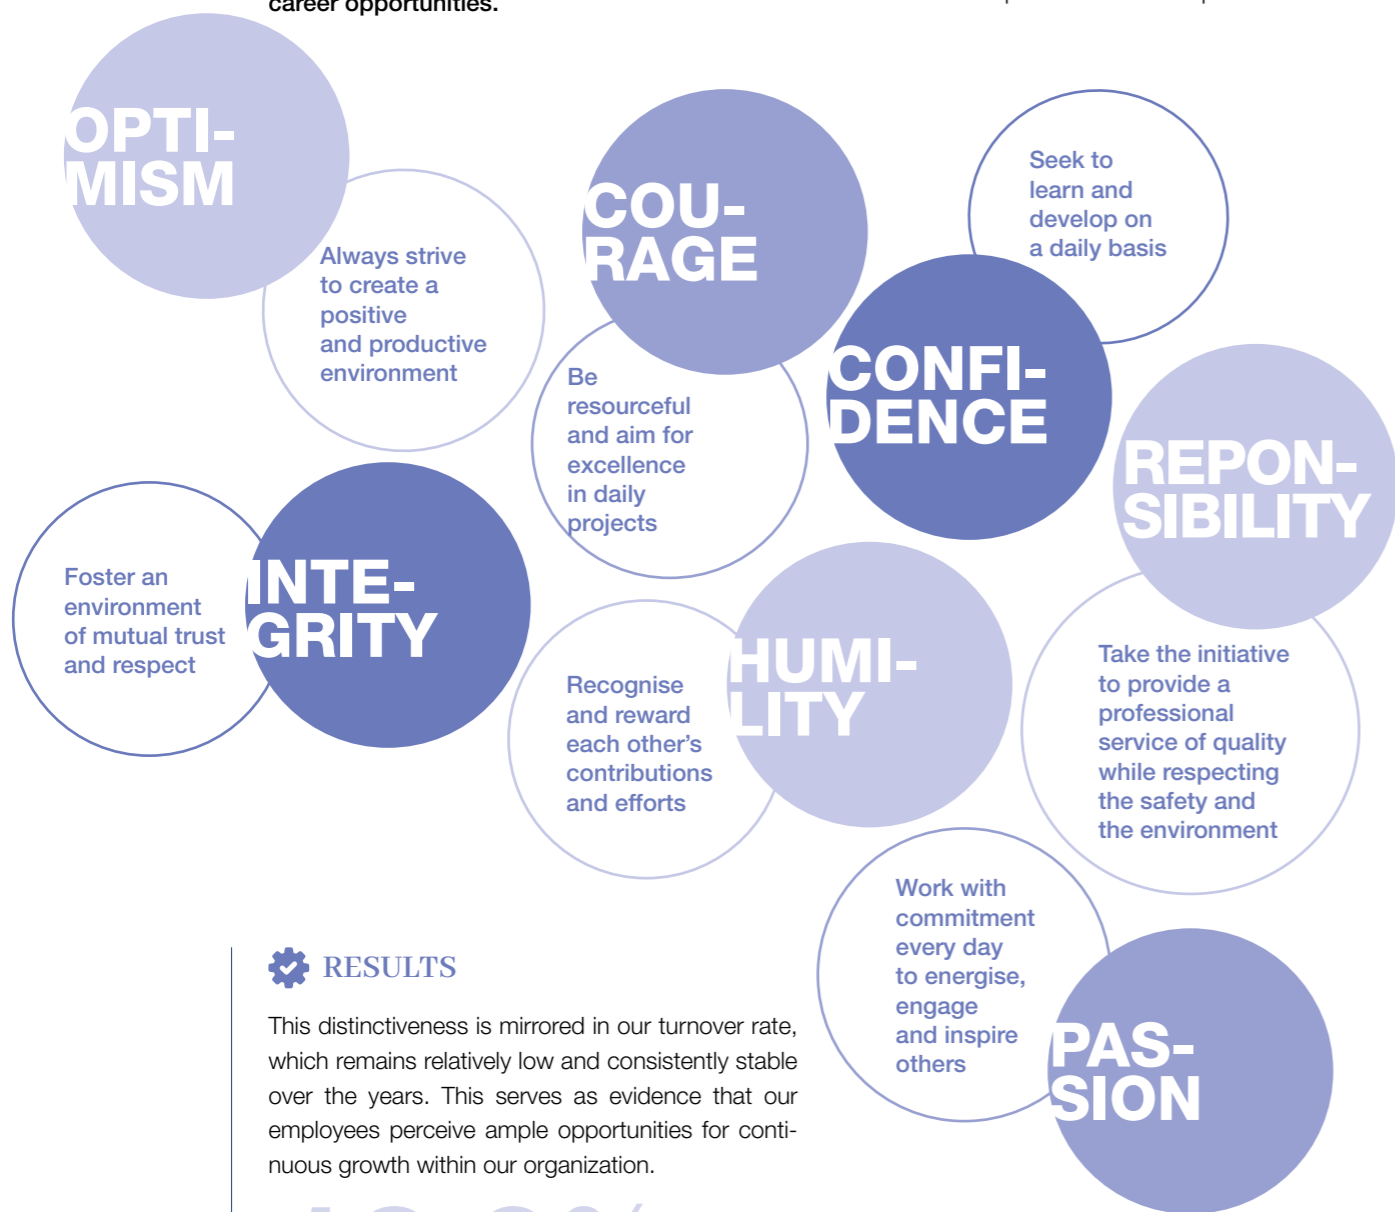 career opportunities.
OPTI-
MISM
Always strive
to create a
positive
and productive
environment
COU-
RAGE
Be
resourceful
and aim for
excellence
in daily
projects
Seek to
learn and
develop on
a daily basis
CONFI-
DENCE
REPON-
SIBILITY
Take the initiative
to provide a
professional
service of quality
while respecting
the safety and
the environment
Foster an
environment
of mutual trust
and respect
INTE-
GRITY
Recognise
and reward
each other’s
contributions
and efforts
HUMI-
LITY
Work with
commitment
every day
to energise,
engage
and inspire
others
PAS-
SION
RESULTS
This distinctiveness is mirrored in our turnover rate,
which remains relatively low and consistently stable
over the years. This serves as evidence that our
employees perceive ample opportunities for conti-
nuous growth within our organization.